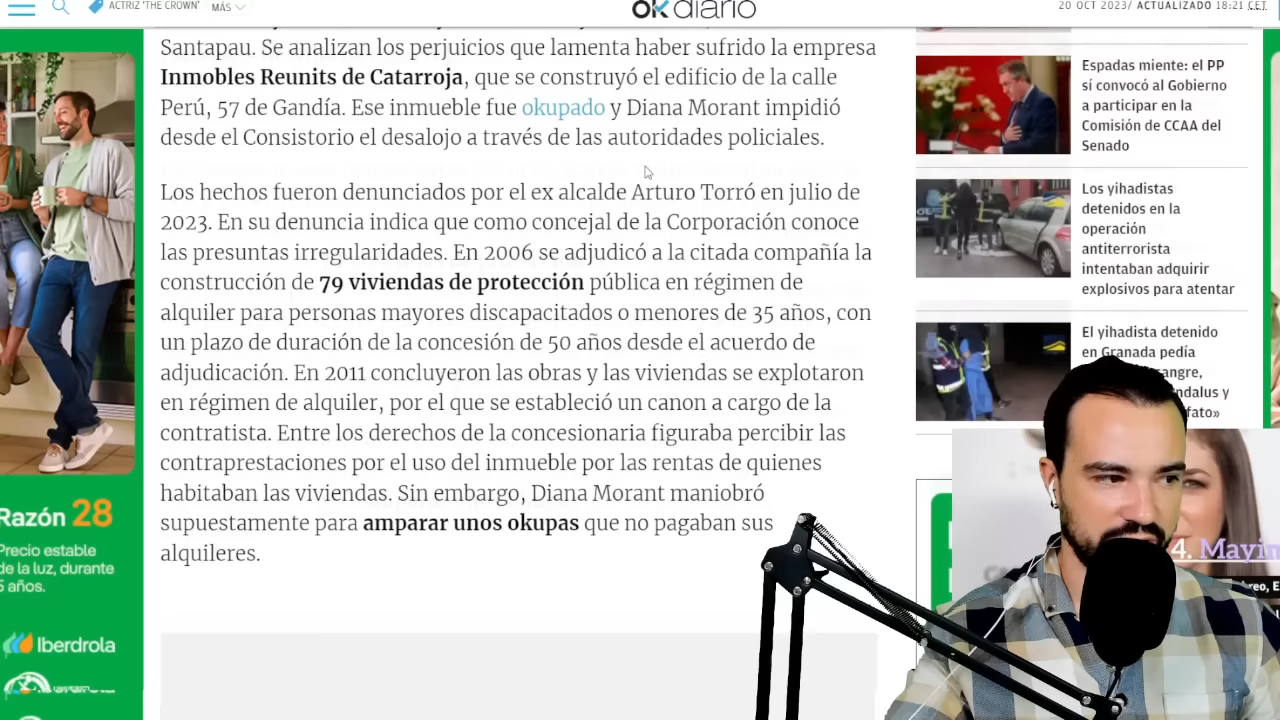 ACTRIZ 'THE CROWN'
MÁS
okdiario
20 OCT 2023/ ACTUALIZADO 18:21 CET
Santapau. Se analizan los perjuicios que lamenta haber sufrido la empresa
Inmobles Reunits de Catarroja, que se construyó el edificio de la calle
Perú, 57 de Gandía. Ese inmueble fue okupado y Diana Morant impidió
desde el Consistorio el desalojo a través de las autoridades policiales.
Los hechos fueron denunciados por el ex alcalde Arturo Torró en julio de
2023. En su denuncia indica que como concejal de la Corporación conoce
las presuntas irregularidades. En 2006 se adjudicó a la citada compañía la
construcción de 79 viviendas de protección pública en régimen de
alquiler para personas mayores discapacitados o menores de 35 años, con
un plazo de duración de la concesión de 50 años desde el acuerdo de
adjudicación. En 2011 concluyeron las obras y las viviendas se explotaron
en régimen de alquiler, por el que se estableció un canon a cargo de la
contratista. Entre los derechos de la concesionaria figuraba percibir las
contraprestaciones por el uso del inmueble por las rentas de quienes
habitaban las viviendas. Sin embargo, Diana Morant maniobró
supuestamente para amparar unos okupas que no pagaban sus
alquileres.
Espadas miente: el PP
sí convocó al Gobierno
a participar en la
Comisión de CCAA del
Senado
Los yihadistas
detenidos en la
operación
antiterrorista
intentaban adquirir
explosivos para atentar
El yihadista detenido
en Granada pedía
sangre,
ndalus y
fato»
4. Mayin
Razón 28
Precio estable
de la luz, durante
5 años.
Iberdrola